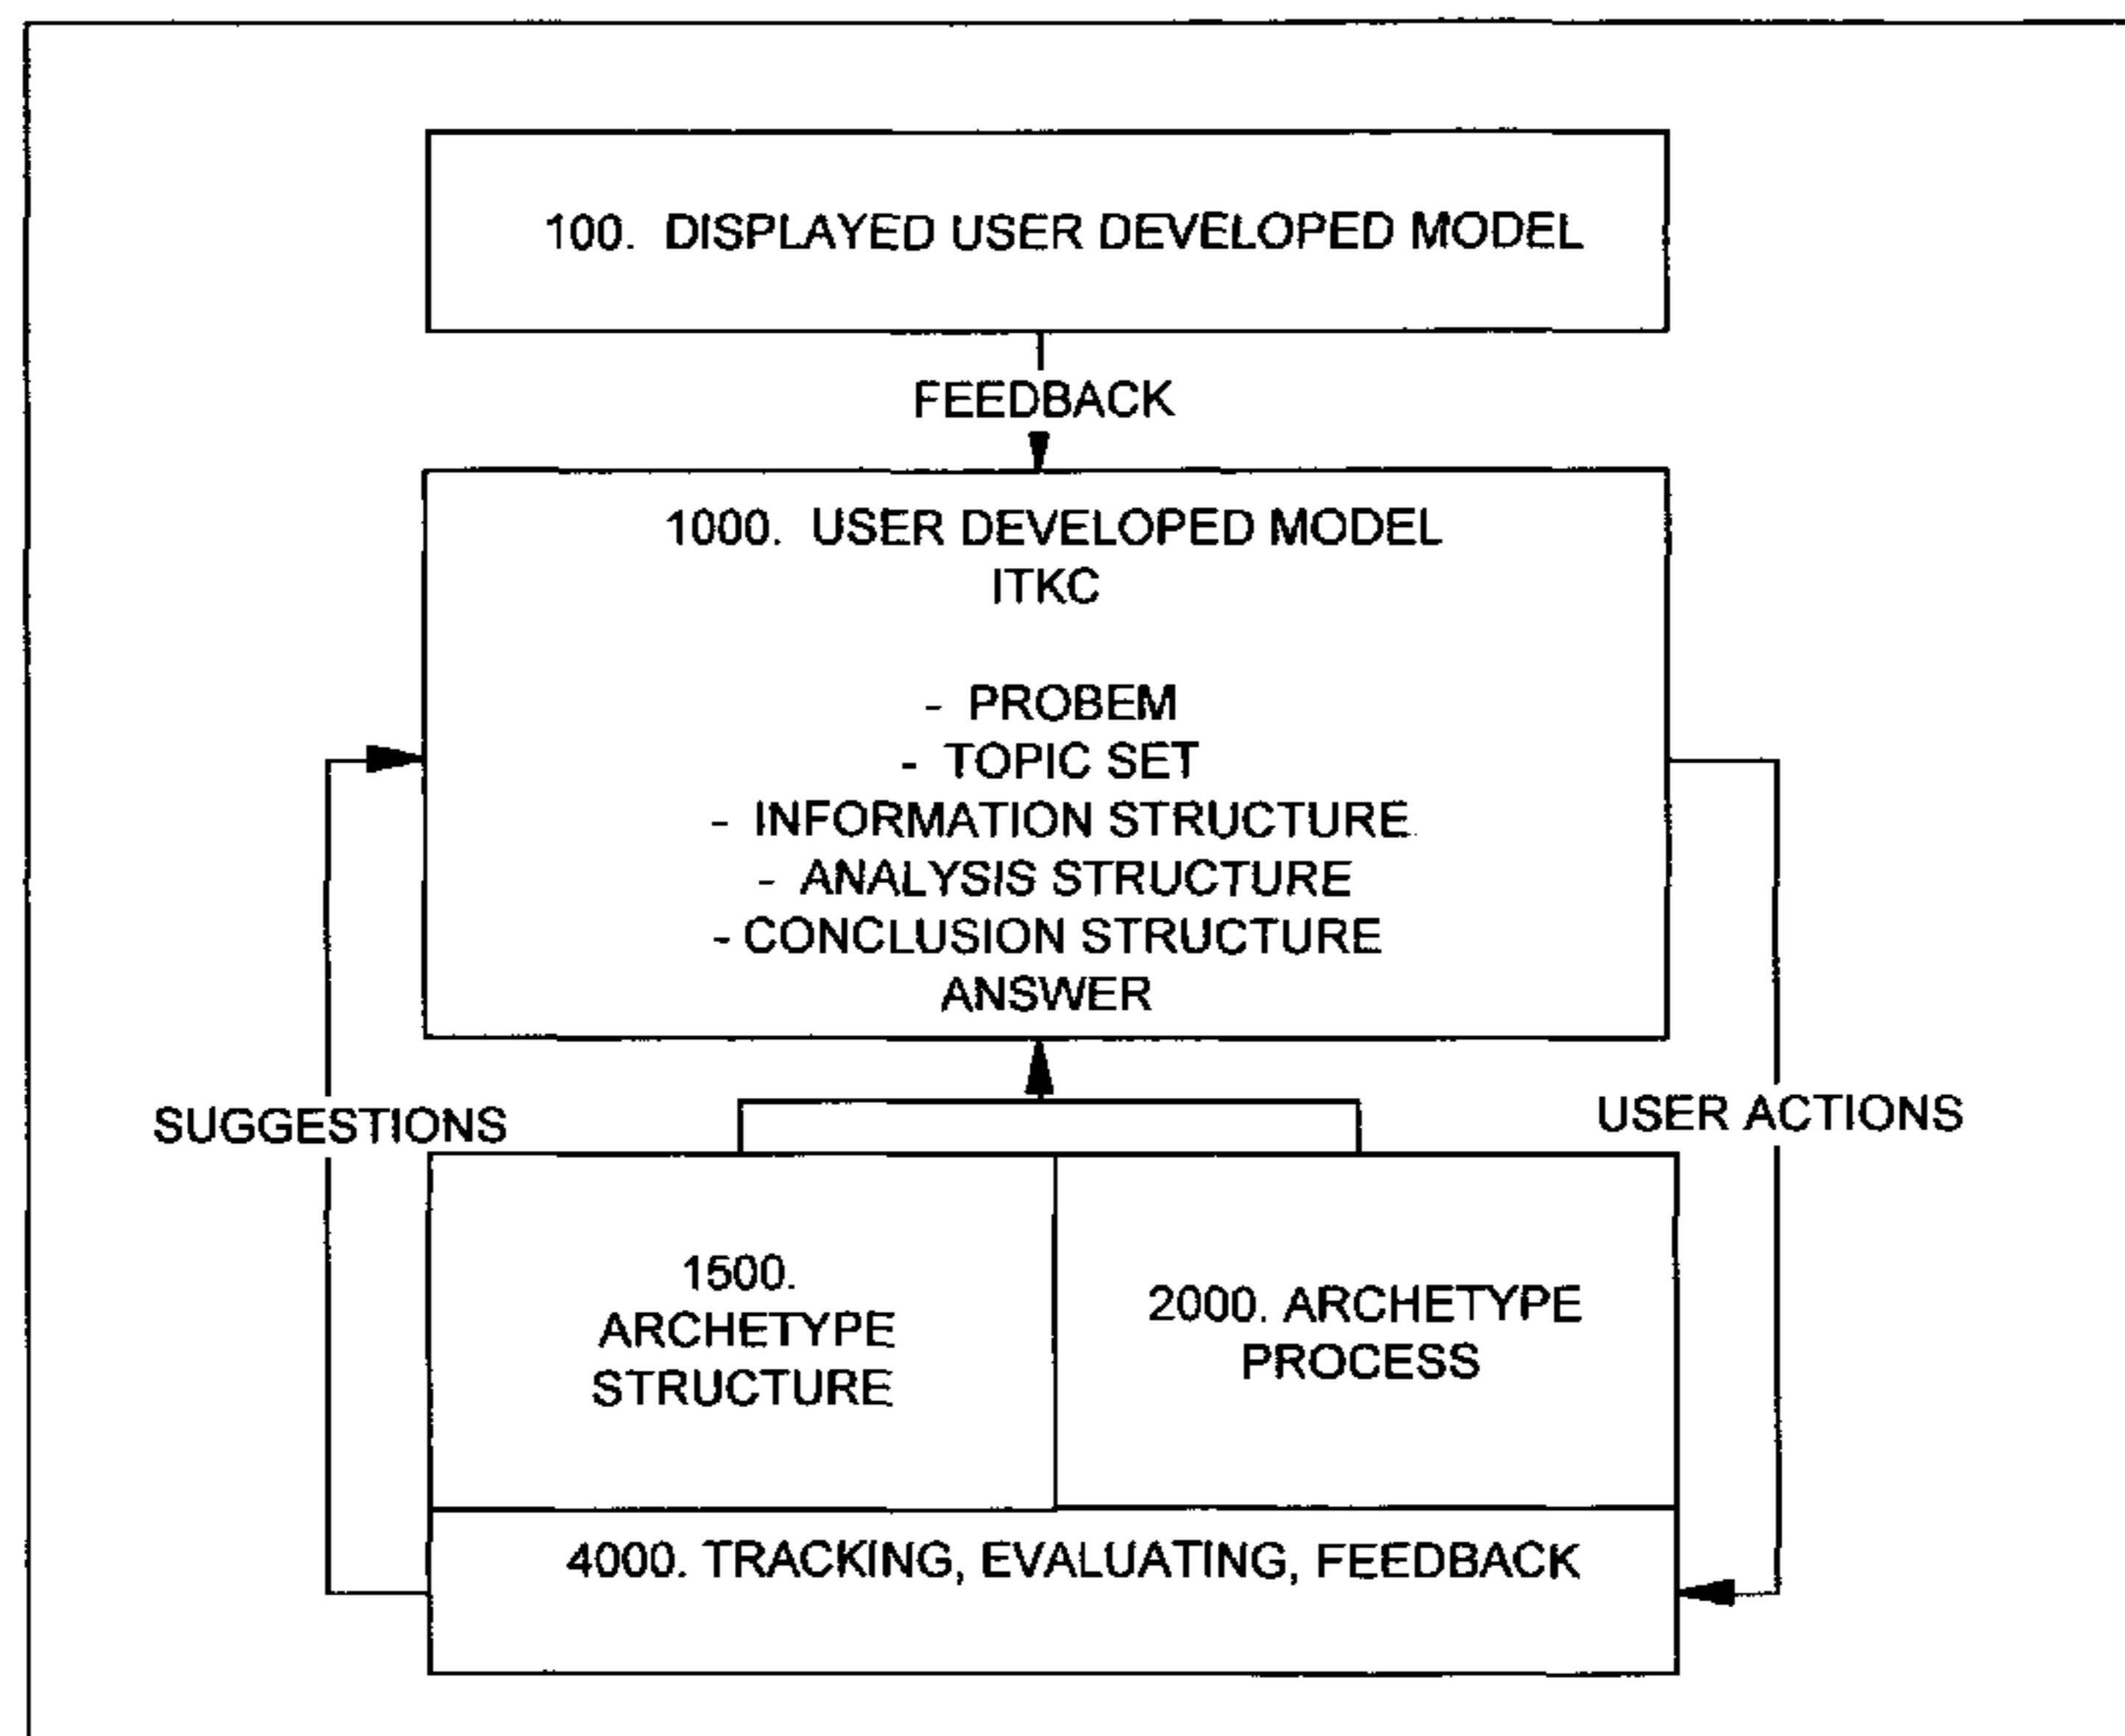 100. DISPLAYED USER DEVELOPED MODEL
FEEDBACK
1000. USER DEVELOPED MODEL
ITKC
- PROBEM
- TOPIC SET
- INFORMATION STRUCTURE
- ANALYSIS STRUCTURE
- CONCLUSION STRUCTURE
ANSWER
SUGGESTIONS
USER ACTIONS
1500.
ARCHETYPE
STRUCTURE
2000. ARCHETYPE
PROCESS
4000. TRACKING, EVALUATING, FEEDBACK